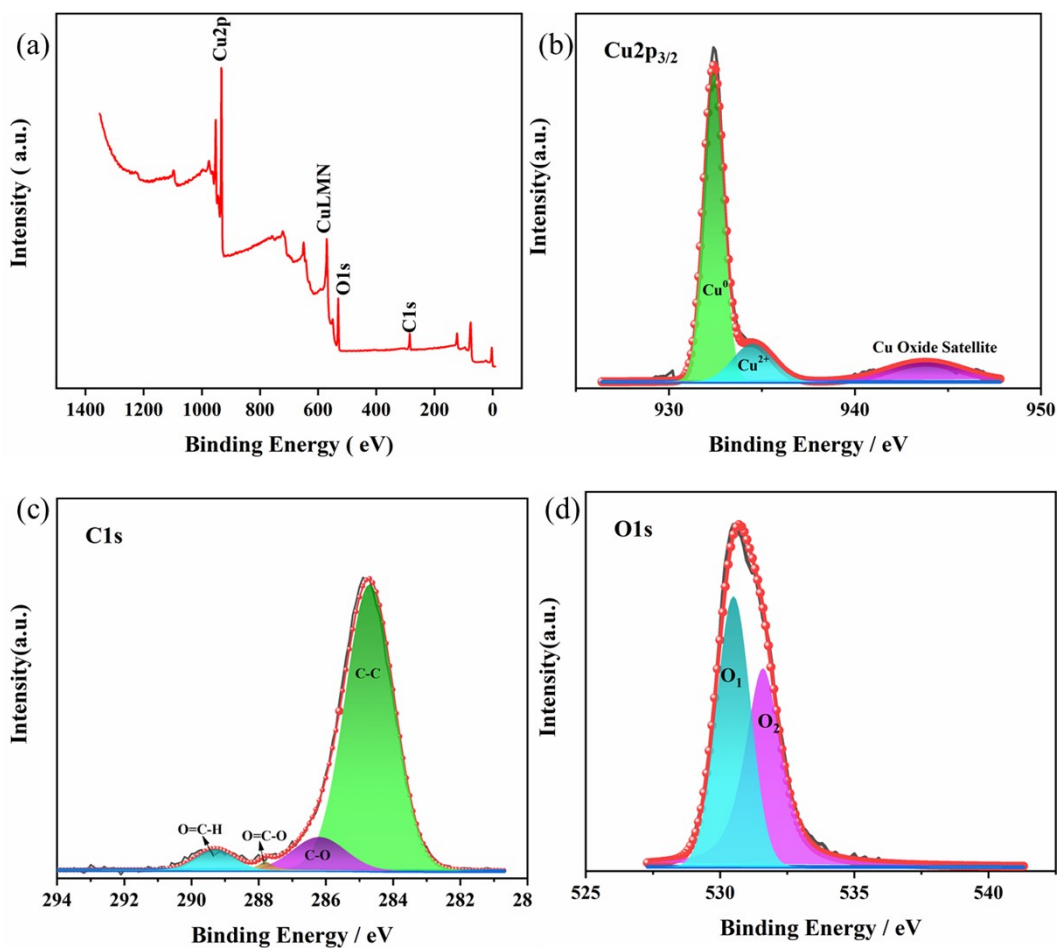 (a)
Cu2p
CuLMN
O1s
C1s
Intensity ( a.u.)
1400 1200 1000 800 600 400 200 0
Binding Energy ( eV)
(b)
Cu2p3/2
Cu0
Cu2+
Cu Oxide Satellite
Intensity(a.u.)
930 940 950
Binding Energy / eV
(c)
C1s
C-C
O=C-H
O=C-O
C-O
Intensity(a.u.)
294 292 290 288 286 284 28
Binding Energy / eV
(d)
O1s
O1
O2
Intensity(a.u.)
525 530 535 540
Binding Energy / eV